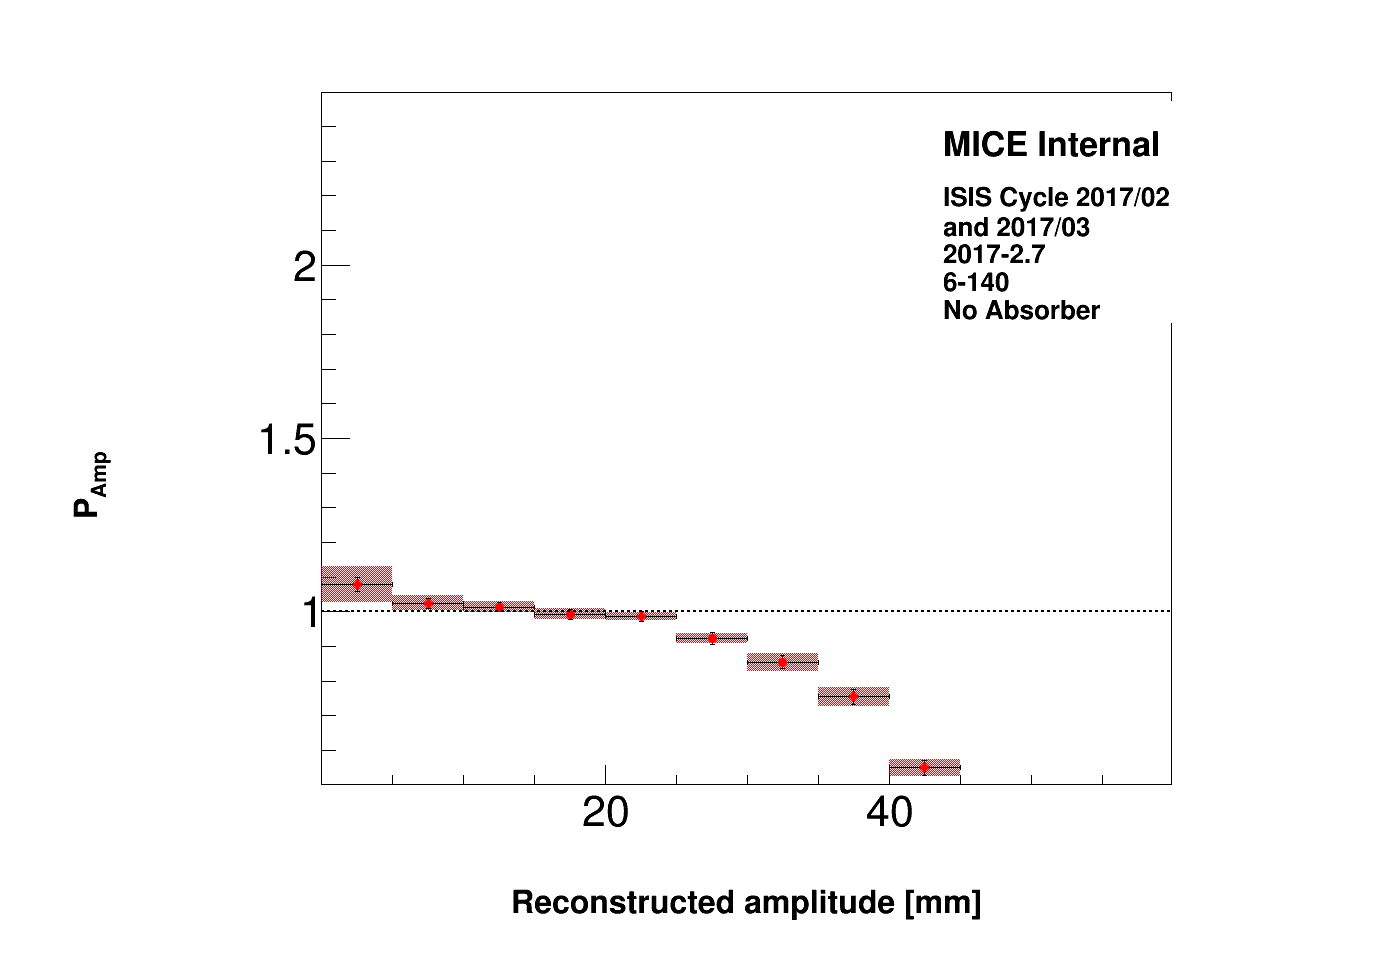 MICE Internal
ISIS Cycle 2017/02
and 2017/03
2017-2.7
6-140
No Absorber
2
1.5
1
P_Amp
20 40
Reconstructed amplitude [mm]